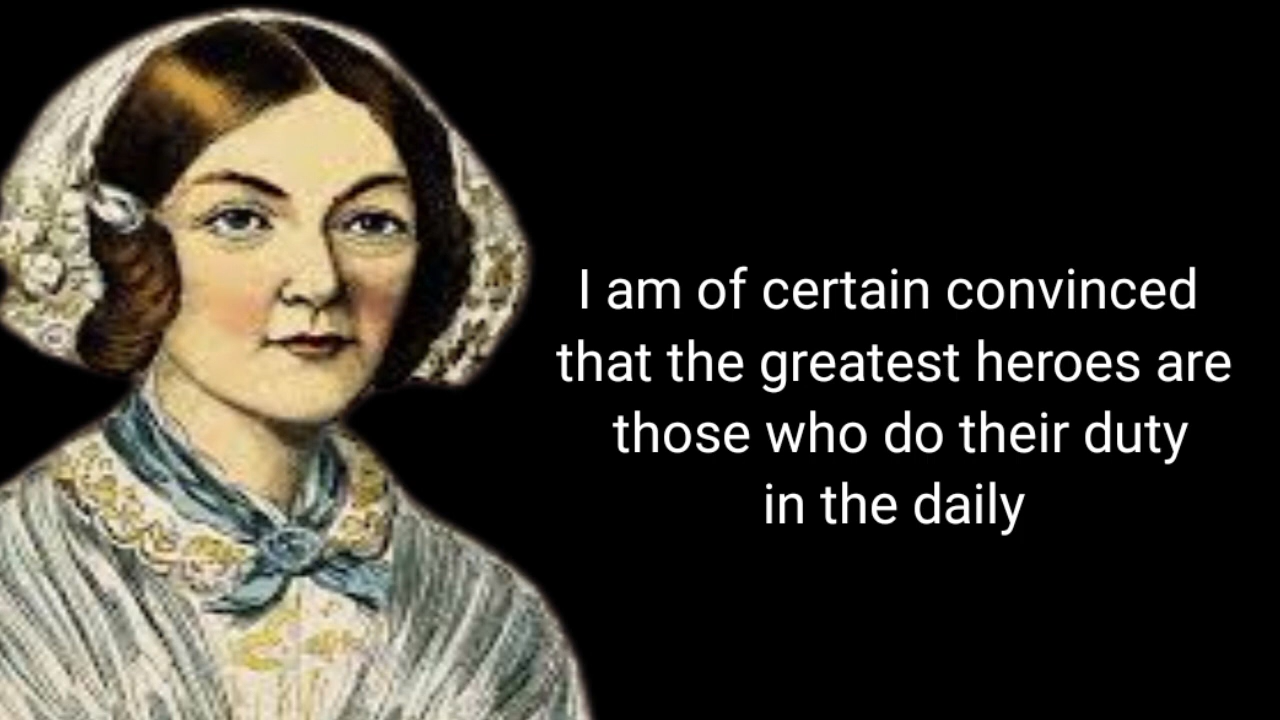 I am of certain convinced
that the greatest heroes are
those who do their duty
in the daily